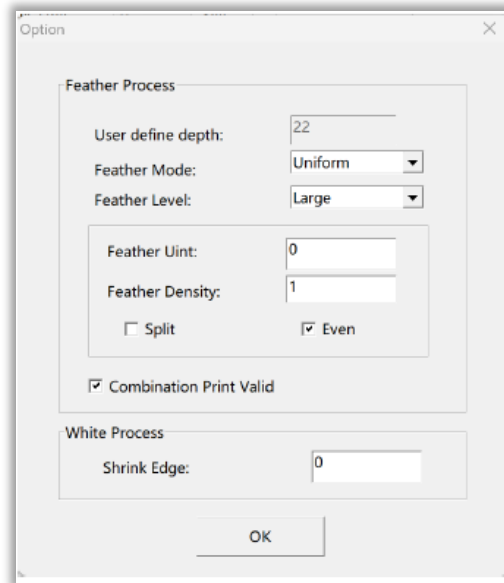 Option
Feather Process
User define depth: 22
Feather Mode: Uniform
Feather Level: Large
Feather Uint: 0
Feather Density: 1
Split Even
Combination Print Valid
White Process
Shrink Edge: 0
OK